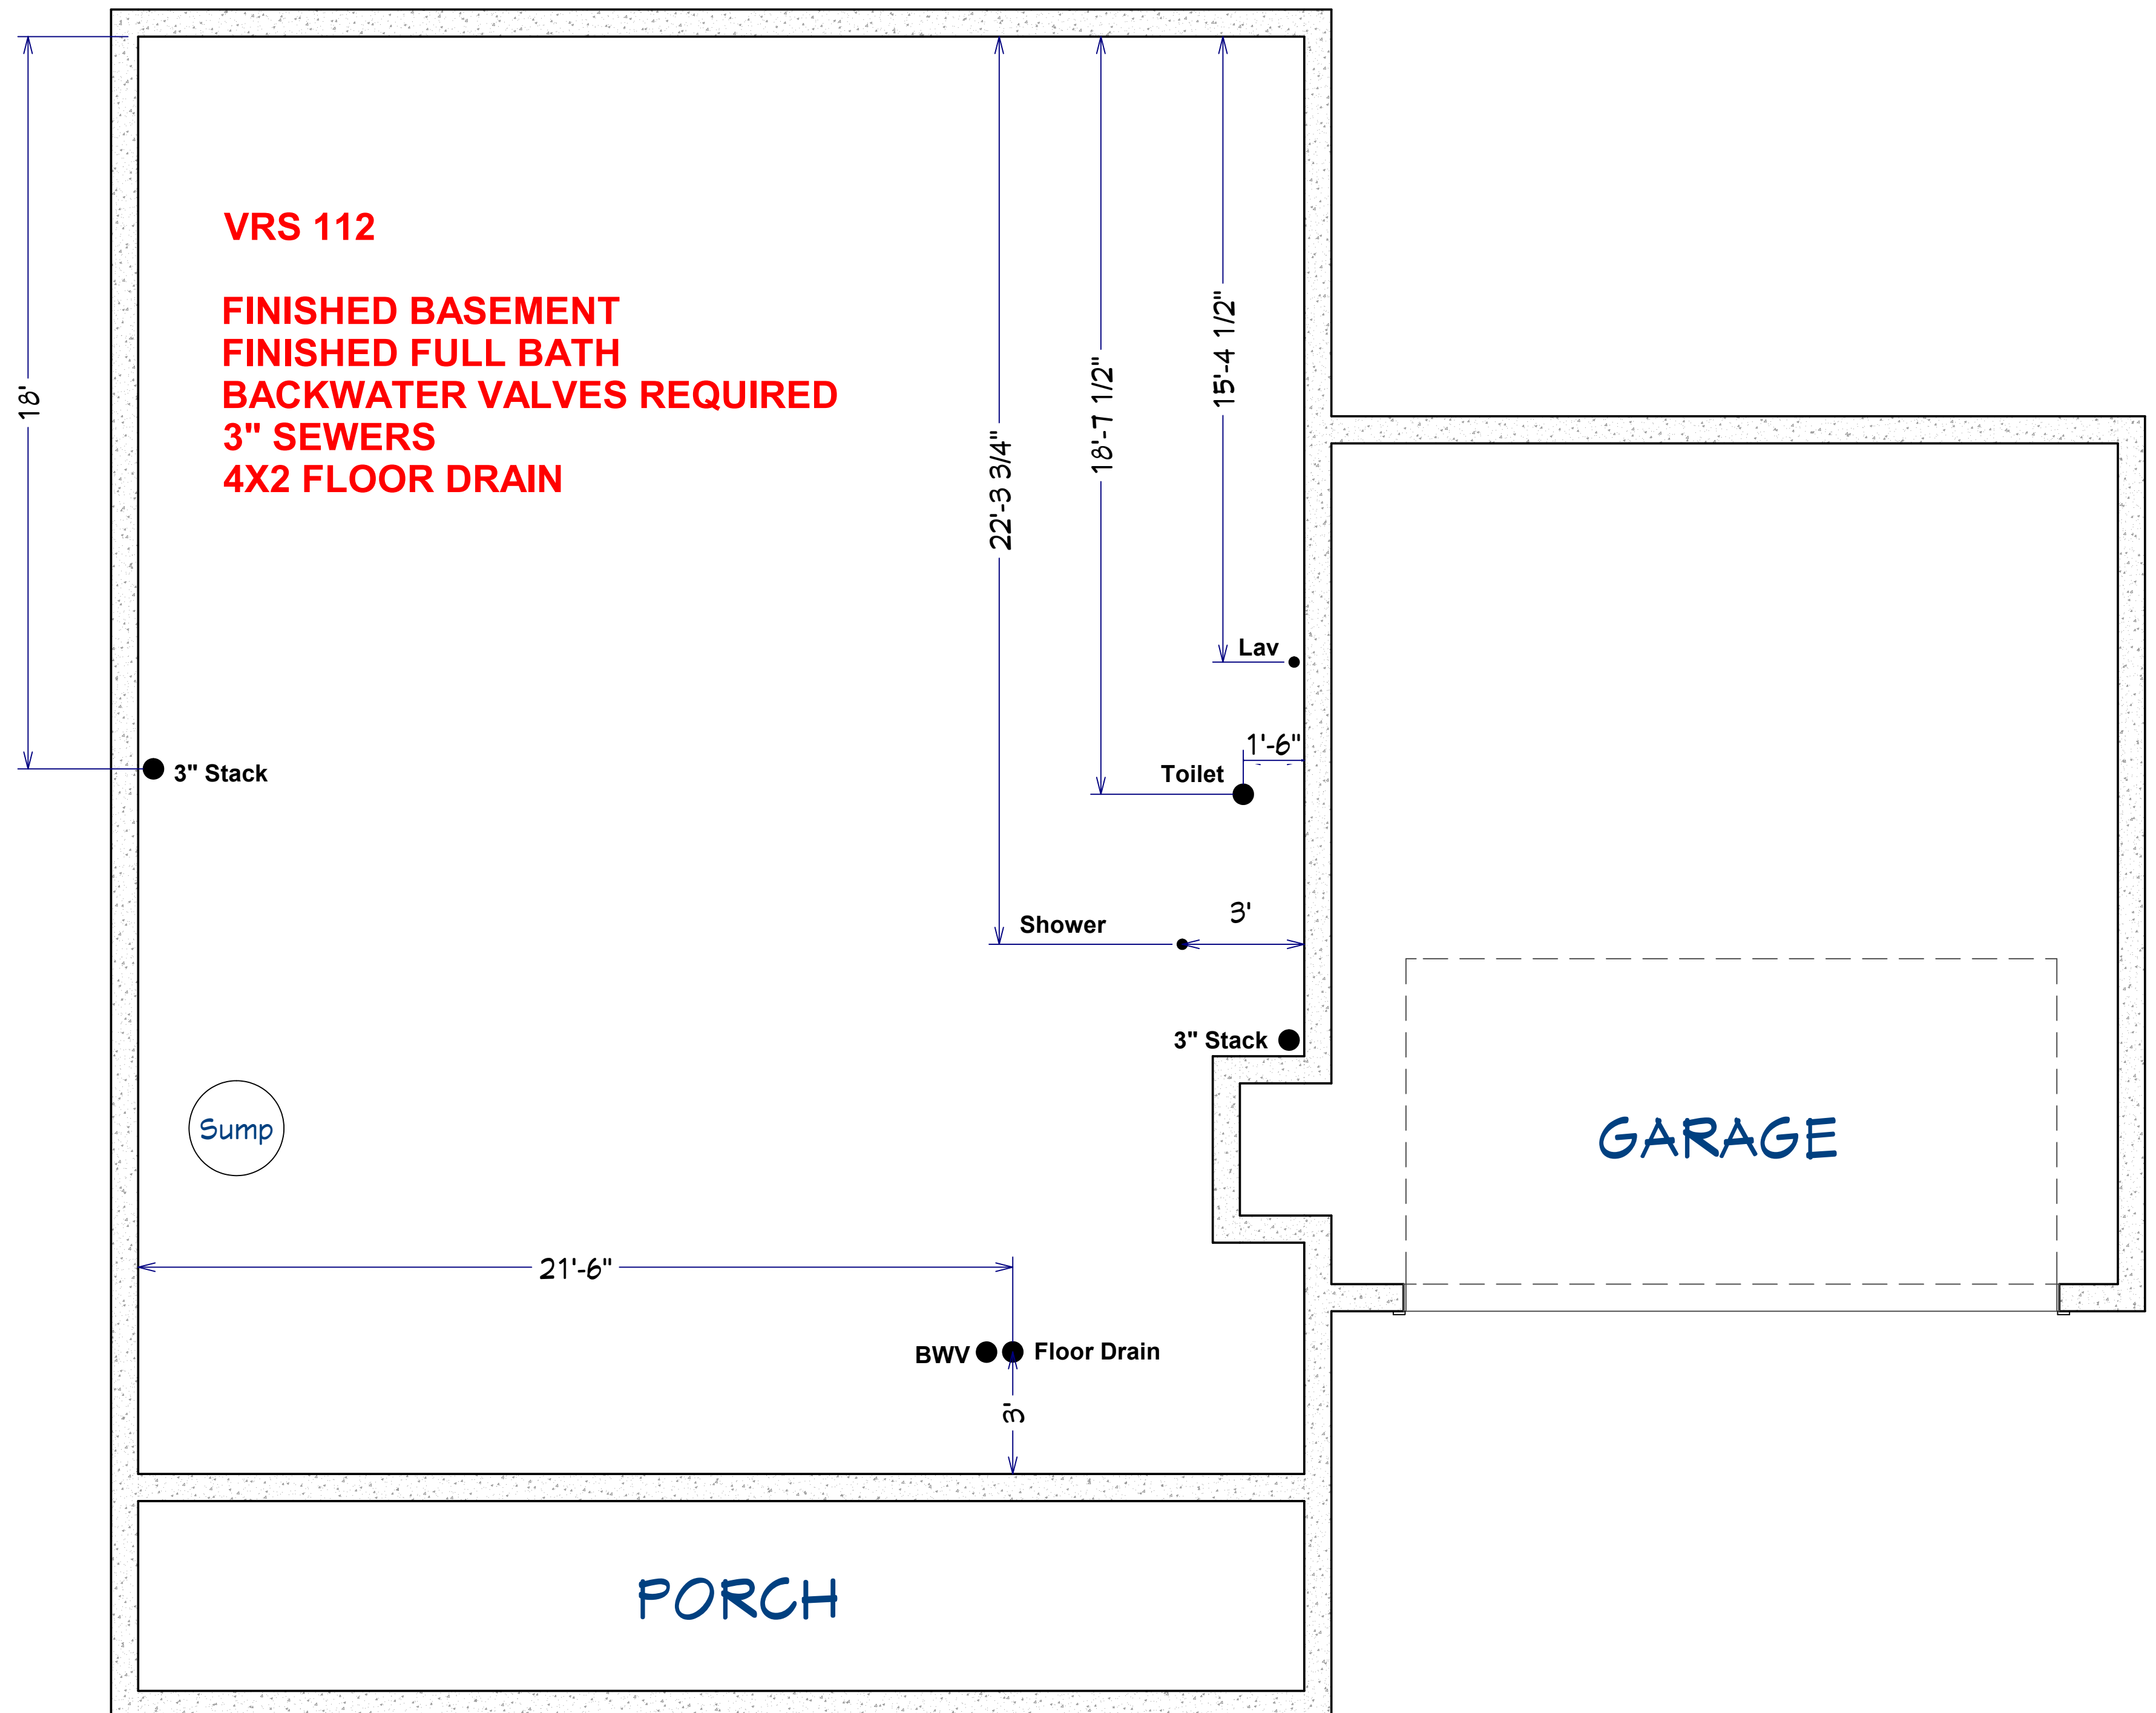 VRS 112
FINISHED BASEMENT
FINISHED FULL BATH
BACKWATER VALVES REQUIRED
3" SEWERS
4X2 FLOOR DRAIN
18'
22'-3 3/4"
18'-7 1/2"
15'-4 1/2"
Lav
1'-6"
Toilet
3" Stack
3'
Shower
3" Stack
Sump
GARAGE
21'-6"
BWV
Floor Drain
3'
PORCH